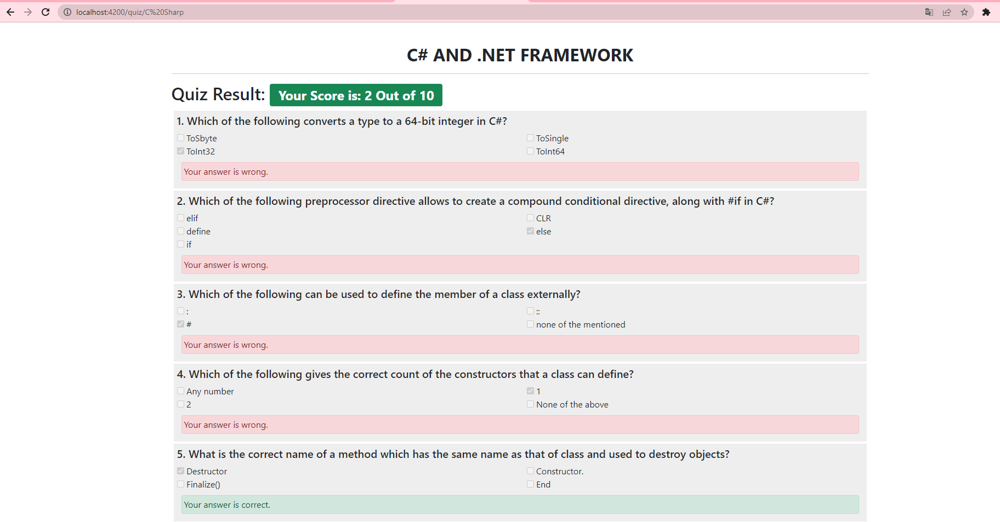 localhost:4200/quiz/C%20Sharp
C# AND .NET FRAMEWORK
Quiz Result: Your Score is: 2 Out of 10
1. Which of the following converts a type to a 64-bit integer in C#?
ToSbyte ToSingle
ToInt32 ToInt64
Your answer is wrong.
2. Which of the following preprocessor directive allows to create a compound conditional directive, along with #if in C#?
elif CLR
define else
if
Your answer is wrong.
3. Which of the following can be used to define the member of a class externally?
: ::
# none of the mentioned
Your answer is wrong.
4. Which of the following gives the correct count of the constructors that a class can define?
Any number 1
2 None of the above
Your answer is wrong.
5. What is the correct name of a method which has the same name as that of class and used to destroy objects?
Destructor Constructor.
Finalize() End
Your answer is correct.